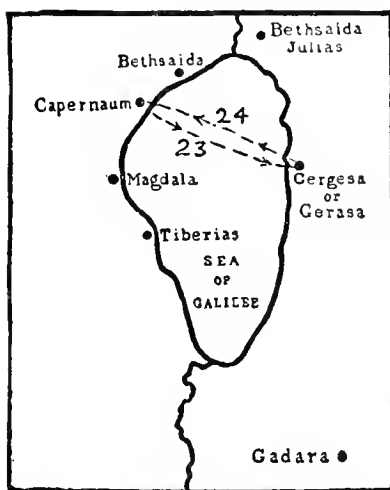 Bethsaida
Julias
Bethsaida
Capernaum
24
23
Cergesa
or
Gerasa
Magdala
Tiberias
SEA
OF
GALILEE
Gadara